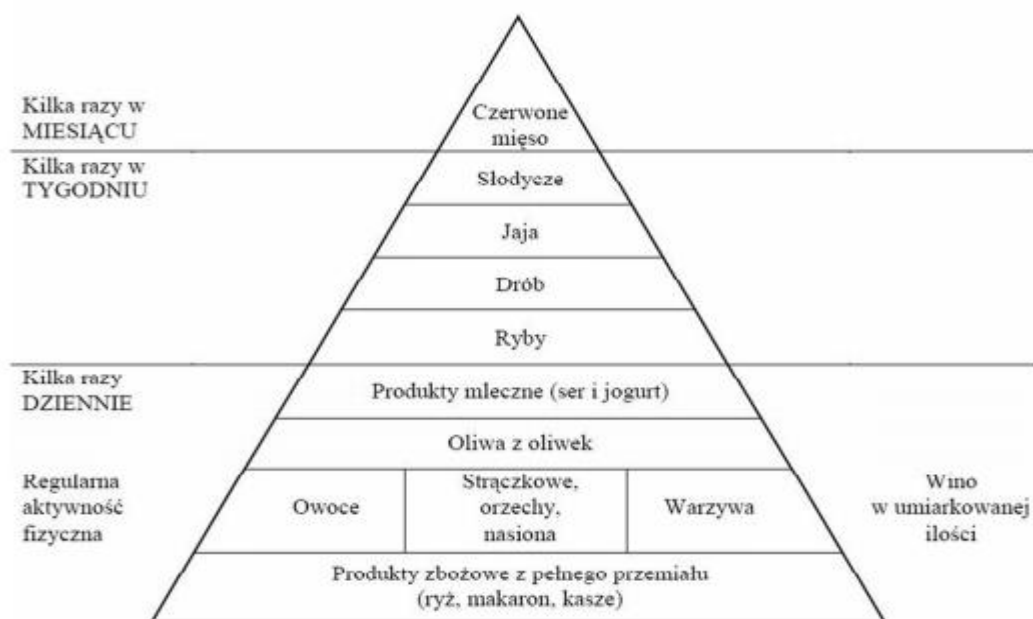 Kilka razy w
MIESIĄCU
Czerwone
mięso
Kilka razy w
TYGODNIU
Słodycze
Jaja
Drób
Ryby
Kilka razy
DZIENNIE
Produkty mleczne (ser i jogurt)
Oliwa z oliwek
Regularna
aktywność
fizyczna
Owoce
Strączkowe,
orzechy,
nasiona
Warzywa
Wino
w umiarkowanej
ilości
Produkty zbożowe z pełnego przemiału
(ryż, makaron, kasze)